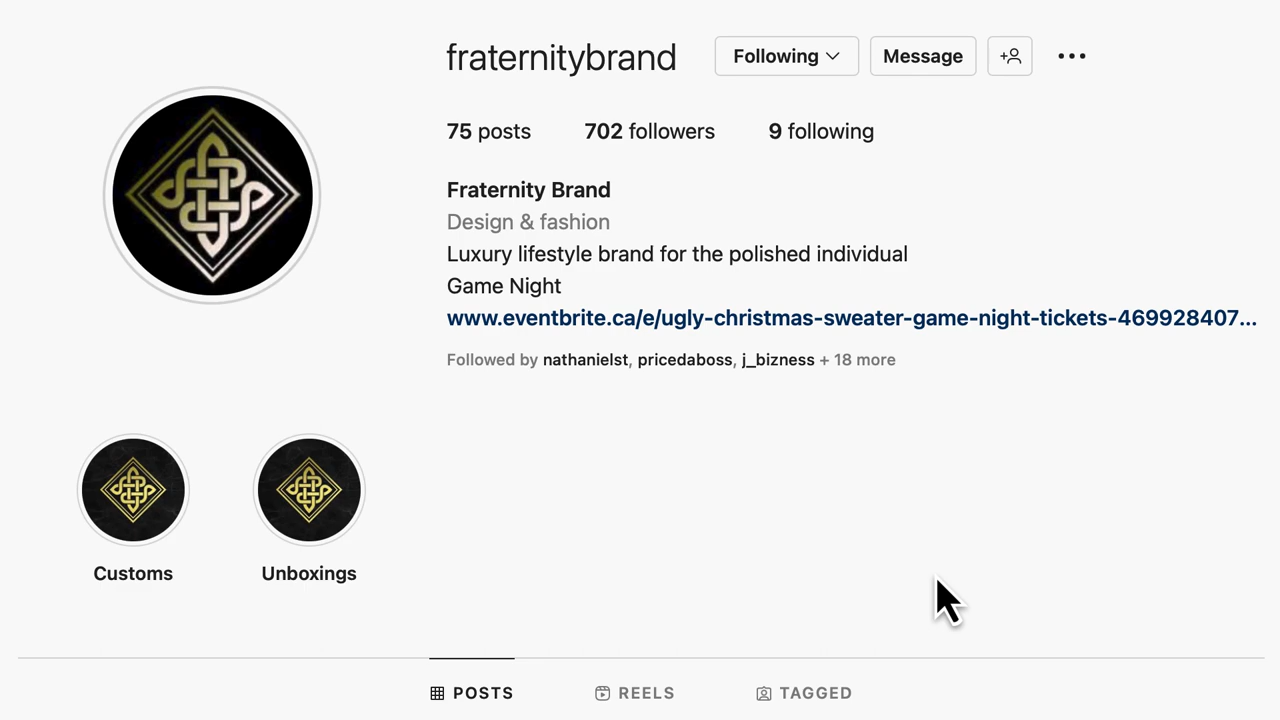 fraternitybrand Following Message
75 posts 702 followers 9 following
Fraternity Brand
Design & fashion
Luxury lifestyle brand for the polished individual
Game Night
www.eventbrite.ca/e/ugly-christmas-sweater-game-night-tickets-469928407...
Followed by nathanielst, pricedaboss, j_bizness + 18 more
Customs Unboxings
POSTS REELS TAGGED